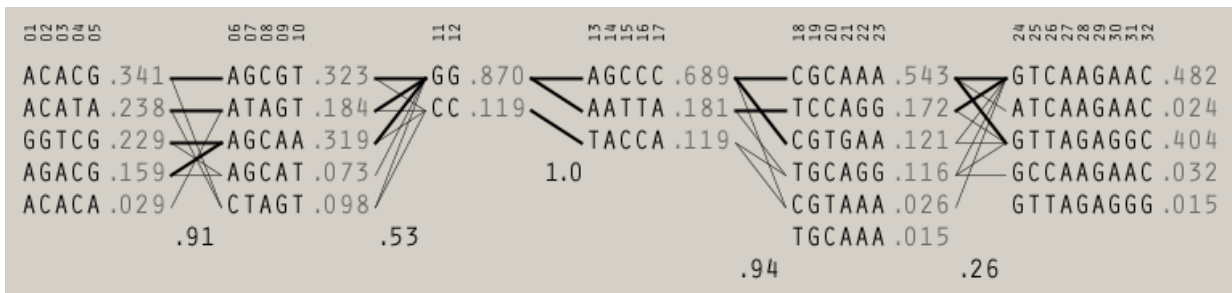 01 02 03 04 05 06 07 08 09 10 11 12 13 14 15 16 17 18 19 20 21 22 23 24 25 26 27 28 29 30 31 32
ACACG .341 AGCGT .323 GG .870 AGCCC .689 CGCAAA .543 GTCAAGAAC .482
ACATA .238 ATAGT .184 CC .119 AATTA .181 TCCAGG .172 ATCAAGAAC .024
GGTCG .229 AGCAA .319 TACCA .119 CGTGAA .121 GTTAGAGGC .404
AGACG .159 AGCAT .073 1.0 TGCAGG .116 GCCAAGAAC .032
ACACA .029 CTAGT .098 CGTAAA .026 GTTAGAGGG .015
.91 .53 TGCAAA .015
.94 .26